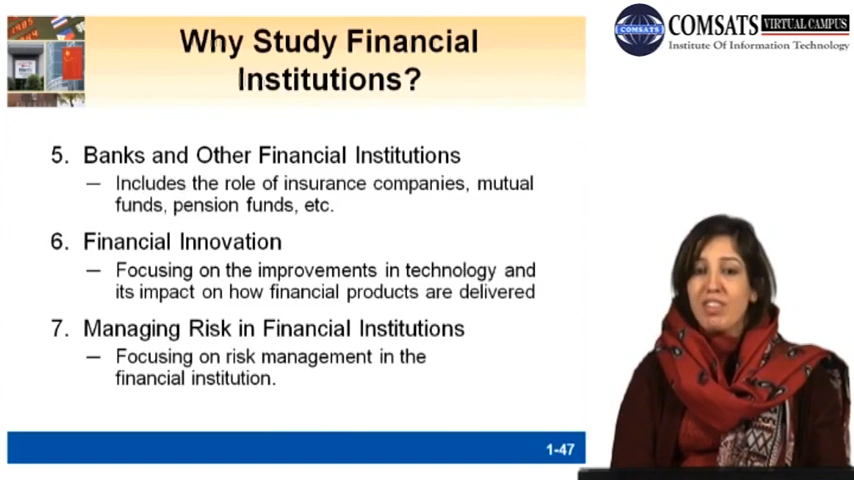 Why Study Financial
Institutions?
COMSATS VIRTUAL CAMPUS
COMSATS
Institute Of Information Technology
5. Banks and Other Financial Institutions
— Includes the role of insurance companies, mutual
funds, pension funds, etc.
6. Financial Innovation
— Focusing on the improvements in technology and
its impact on how financial products are delivered
7. Managing Risk in Financial Institutions
— Focusing on risk management in the
financial institution.
1-47